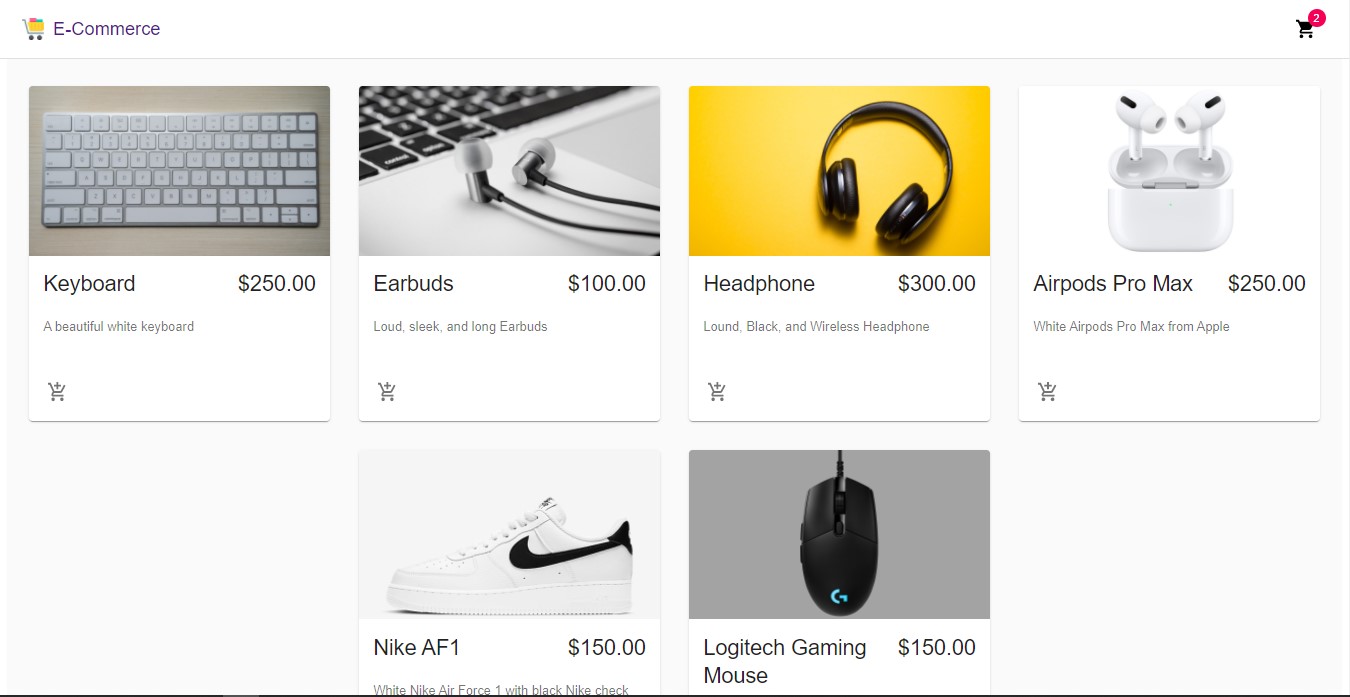 E-Commerce
2
Keyboard $250.00
A beautiful white keyboard
Earbuds $100.00
Loud, sleek, and long Earbuds
control
Headphone $300.00
Lound, Black, and Wireless Headphone
Airpods Pro Max $250.00
White Airpods Pro Max from Apple
Nike AF1 $150.00
White Nike Air Force 1 with black Nike check
Logitech Gaming $150.00
Mouse